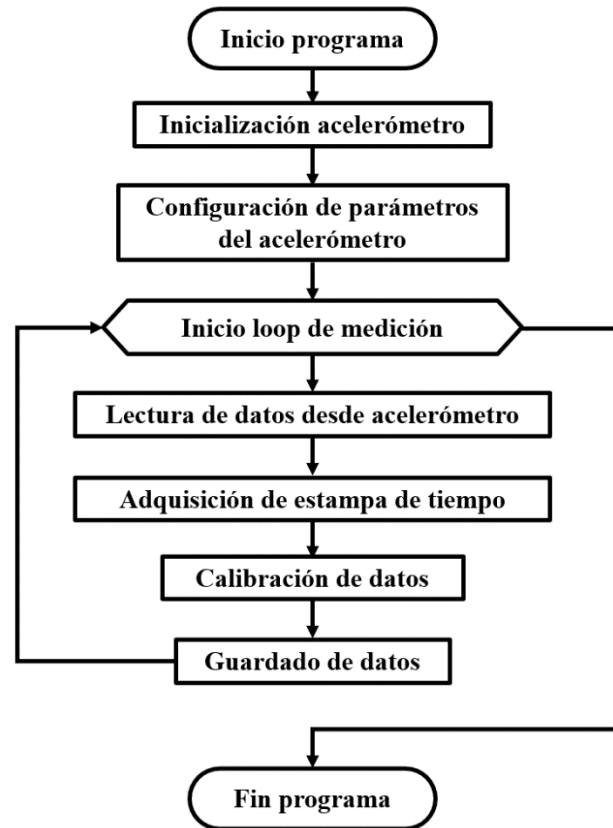 Inicio programa
Inicialización acelerómetro
Configuración de parámetros
del acelerómetro
Inicio loop de medición
Lectura de datos desde acelerómetro
Adquisición de estampa de tiempo
Calibración de datos
Guardado de datos
Fin programa